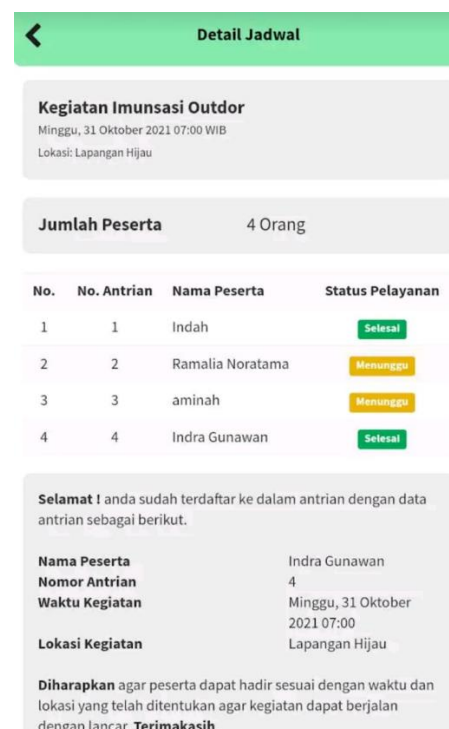 Detail Jadwal
Kegiatan Imunsasi Outdor
Minggu, 31 Oktober 2021 07:00 WIB
Lokasi: Lapangan Hijau
Jumlah Peserta 4 Orang
No. No. Antrian Nama Peserta Status Pelayanan
1 1 Indah Selesai
2 2 Ramalia Noratama Menunggu
3 3 aminah Menunggu
4 4 Indra Gunawan Selesai
Selamat ! anda sudah terdaftar ke dalam antrian dengan data
antrian sebagai berikut.
Nama Peserta Indra Gunawan
Nomor Antrian 4
Waktu Kegiatan Minggu, 31 Oktober
2021 07:00
Lokasi Kegiatan Lapangan Hijau
Diharapkan agar peserta dapat hadir sesuai dengan waktu dan
lokasi yang telah ditentukan agar kegiatan dapat berjalan
dengan lancar. Terimakasih